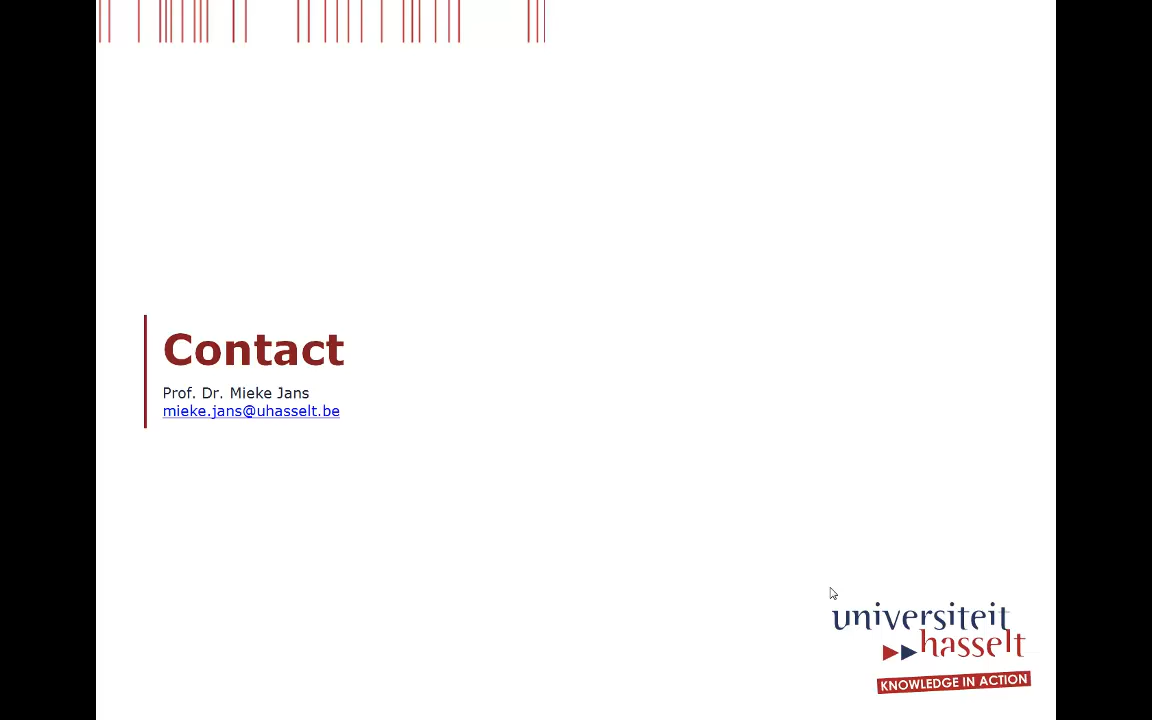 Contact
Prof. Dr. Mieke Jans
mieke.jans@uhasselt.be
universiteit
hasselt
KNOWLEDGE IN ACTION